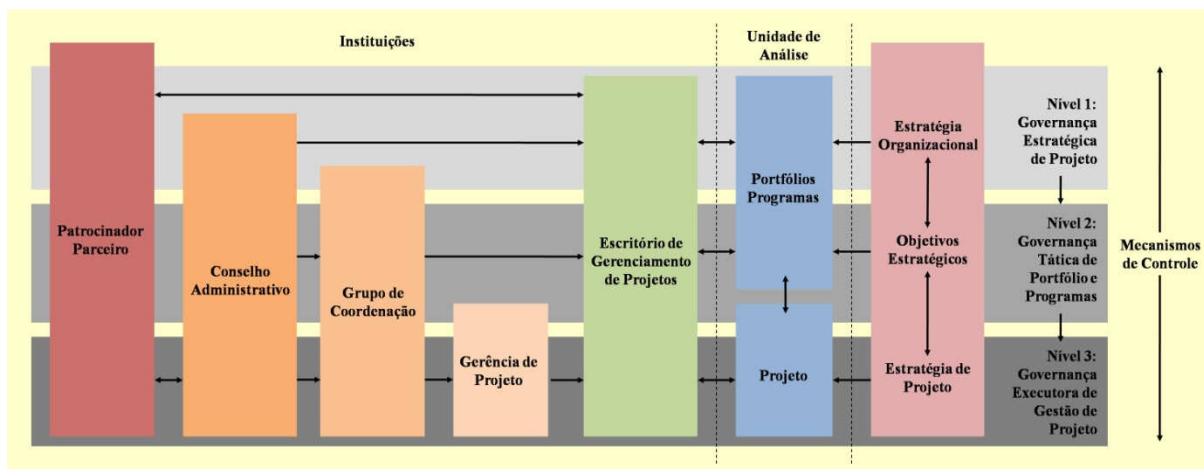 Instituições
Unidade de
Análise
Patrocinador
Parceiro
Conselho
Administrativo
Grupo de
Coordenação
Gerência de
Projeto
Escritório de
Gerenciamento
de Projetos
Portfólios
Programas
Projeto
Estratégia
Organizacional
Objetivos
Estratégicos
Estratégia de
Projeto
Nível 1:
Governança
Estratégica
de Projeto
Nível 2:
Governança
Tática de
Portfólio e
Programas
Nível 3:
Governança
Executora de
Gestão de
Projeto
Mecanismos
de Controle